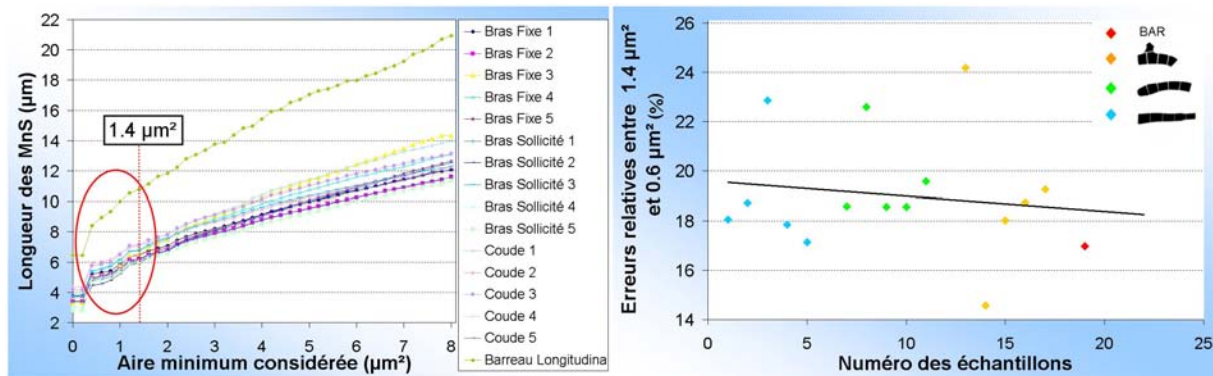 Longueur des MnS (µm)
22
20
18
16
14
12
10
8
6
4
2
1.4 µm²
0 1 2 3 4 5 6 7 8
Aire minimum considérée (µm²)
Bras Fixe 1
Bras Fixe 2
Bras Fixe 3
Bras Fixe 4
Bras Fixe 5
Bras Sollicité 1
Bras Sollicité 2
Bras Sollicité 3
Bras Sollicité 4
Bras Sollicité 5
Coude 1
Coude 2
Coude 3
Coude 4
Coude 5
Barreau Longitudina
Erreurs relatives entre 1.4 µm²
et 0.6 µm² (%)
26
24
22
20
18
16
14
0 5 10 15 20 25
Numéro des échantillons
BAR